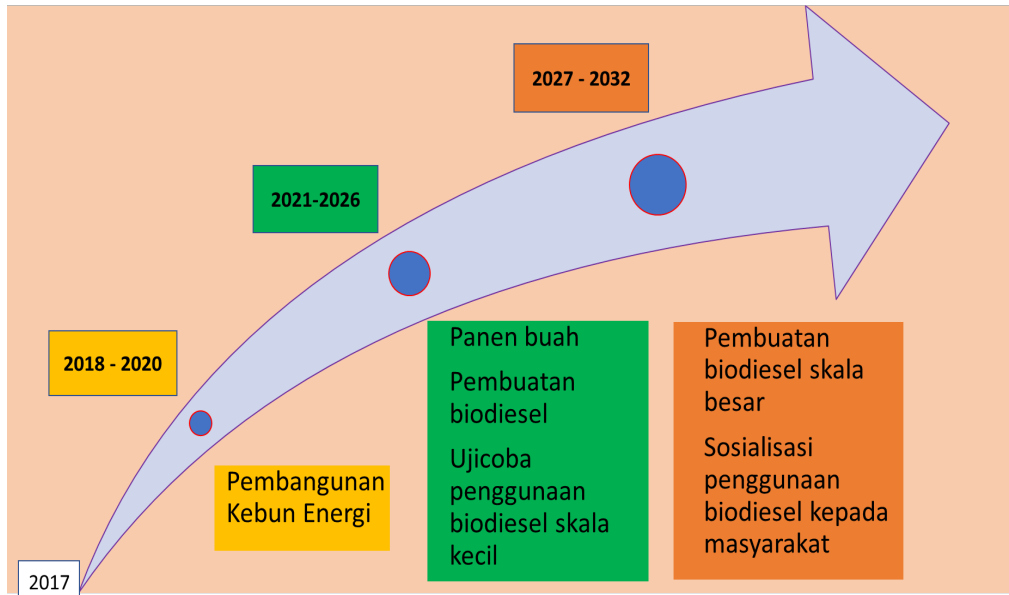 2027 - 2032
2021-2026
2018 - 2020
Panen buah
Pembuatan
biodiesel
Ujicoba
penggunaan
biodiesel skala
kecil
Pembuatan
biodiesel skala
besar
Sosialisasi
penggunaan
biodiesel kepada
masyarakat
Pembangunan
Kebun Energi
2017